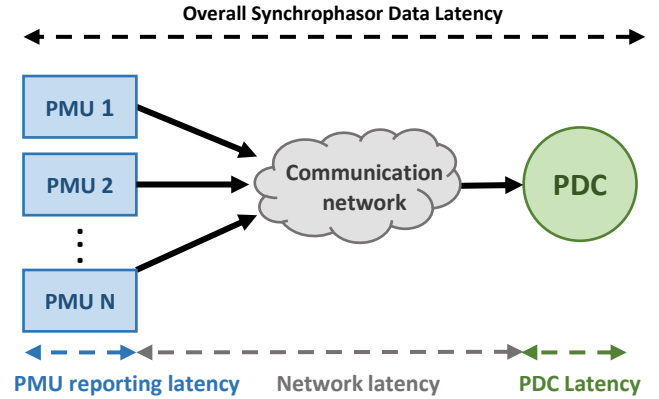 Overall Synchrophasor Data Latency
PMU 1
PMU 2
PMU N
Communication
network
PDC
PMU reporting latency
Network latency
PDC Latency